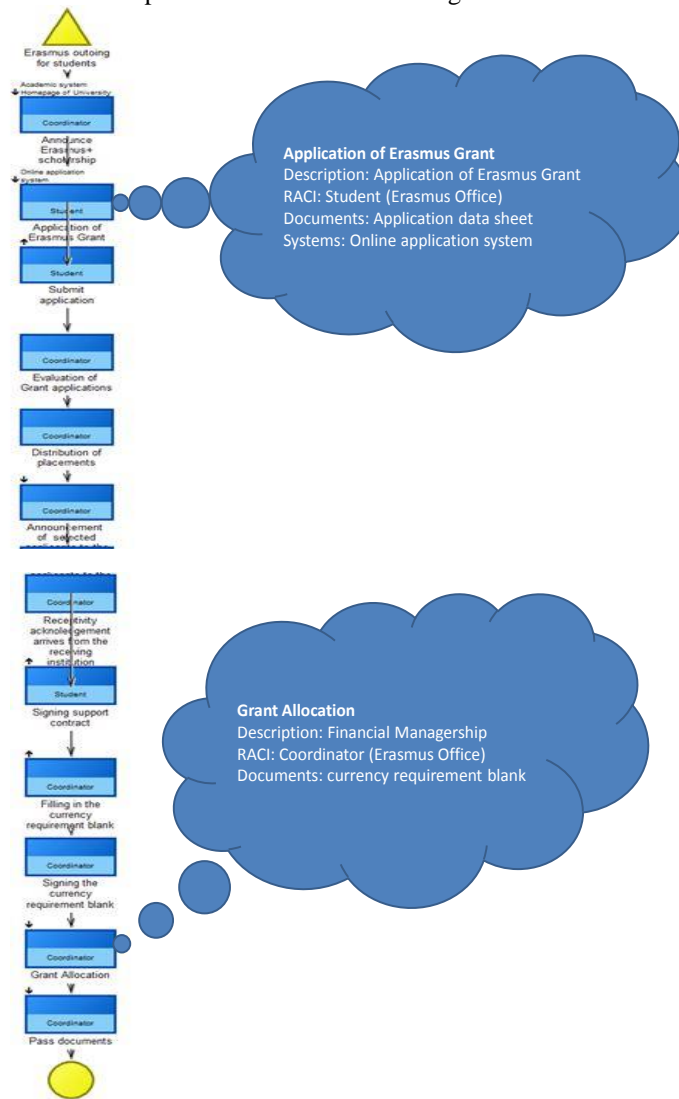 Erasmus outoing
for students
Academic system
Homepage of University
Coordinator
Announce
Erasmus+
scholarship
Online application
system
Student
Application of
Erasmus Grant
Student
Submit
application
Coordinator
Evaluation of
Grant applications
Coordinator
Distribution of
placements
Coordinator
Announcement
of selected
Coordinator
Receptivity
acknolergement
arrives from the
receiving
institution
Student
Signing support
contract
Coordinator
Filling in the
currency
requirement blank
Coordinator
Signing the
currency
requirement blank
Coordinator
Grant Allocation
Coordinator
Pass documents
Application of Erasmus Grant
Description: Application of Erasmus Grant
RACI: Student (Erasmus Office)
Documents: Application data sheet
Systems: Online application system
Grant Allocation
Description: Financial Managership
RACI: Coordinator (Erasmus Office)
Documents: currency requirement blank